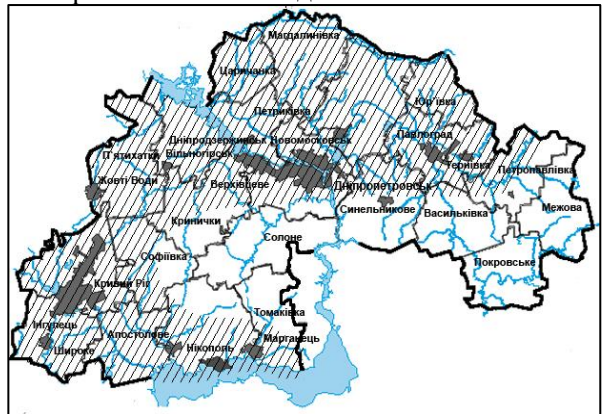 Магдалинівка
Царичанка
Петриківка
Юр'ївка
Дніпродзержинськ
Новомосковськ
Павлоград
Вільногірськ
П'ятихатки
Тернівка
Петропавлівка
Жовті Води
Верхівцеве
Дніпропетровськ
Синельникове
Васильківка
Межова
Кринички
Солоне
Софіївка
Покровське
Кривий Ріг
Томаківка
Інгулець
Апостолове
Широке
Нікополь
Марганець